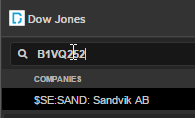 Dow Jones
B1VQ252
COMPANIES
$SE:SAND: Sandvik AB